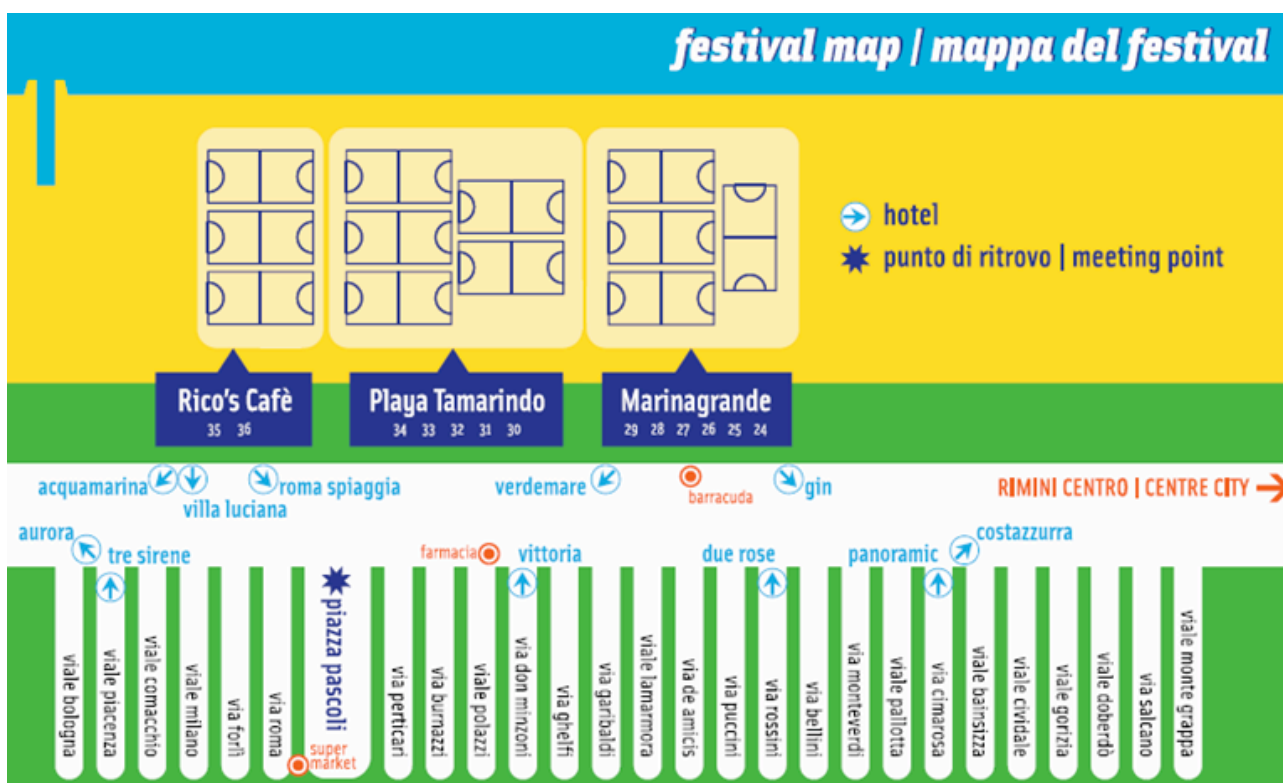 festival map | mappa del festival
hotel
punto di ritrovo | meeting point
Rico's Cafè
35 36
Playa Tamarindo
34 33 32 31 30
Marinagrande
29 28 27 26 25 24
acquamarina
villa luciana
roma spiaggia
verdemare
barracuda
gin
RIMINI CENTRO | CENTRE CITY
aurora
tre sirene
farmacia
vittoria
due rose
panoramic
costazzurra
viale bologna
viale piacenza
viale comacchio
viale milano
via forlì
via roma
super
market
piazza pascoli
via perticari
via burnazzi
viale polazzi
via don minzoni
via ghelfi
via garibaldi
viale lamarmora
via de amicis
via puccini
via rossini
via bellini
via monteverdi
viale pallotta
via cimarosa
viale bainsizza
viale cividale
viale gorizia
viale doberdò
via salcano
viale monte grappa